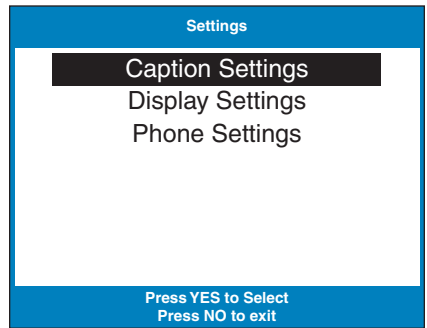 Settings
Caption Settings
Display Settings
Phone Settings
Press YES to Select
Press NO to exit